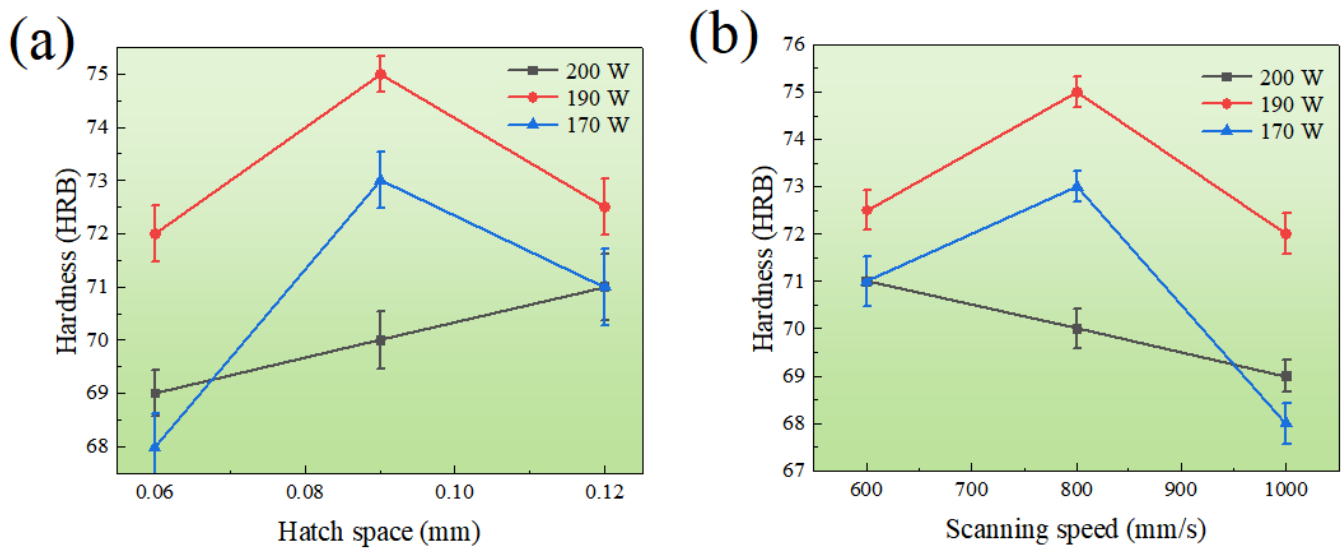 (a)
75
74
73
72
71
70
69
68
Hardness (HRB)
200 W
190 W
170 W
0.06
0.08
0.10
0.12
Hatch space (mm)
(b)
76
75
74
73
72
71
70
69
68
67
Hardness (HRB)
200 W
190 W
170 W
600
700
800
900
1000
Scanning speed (mm/s)